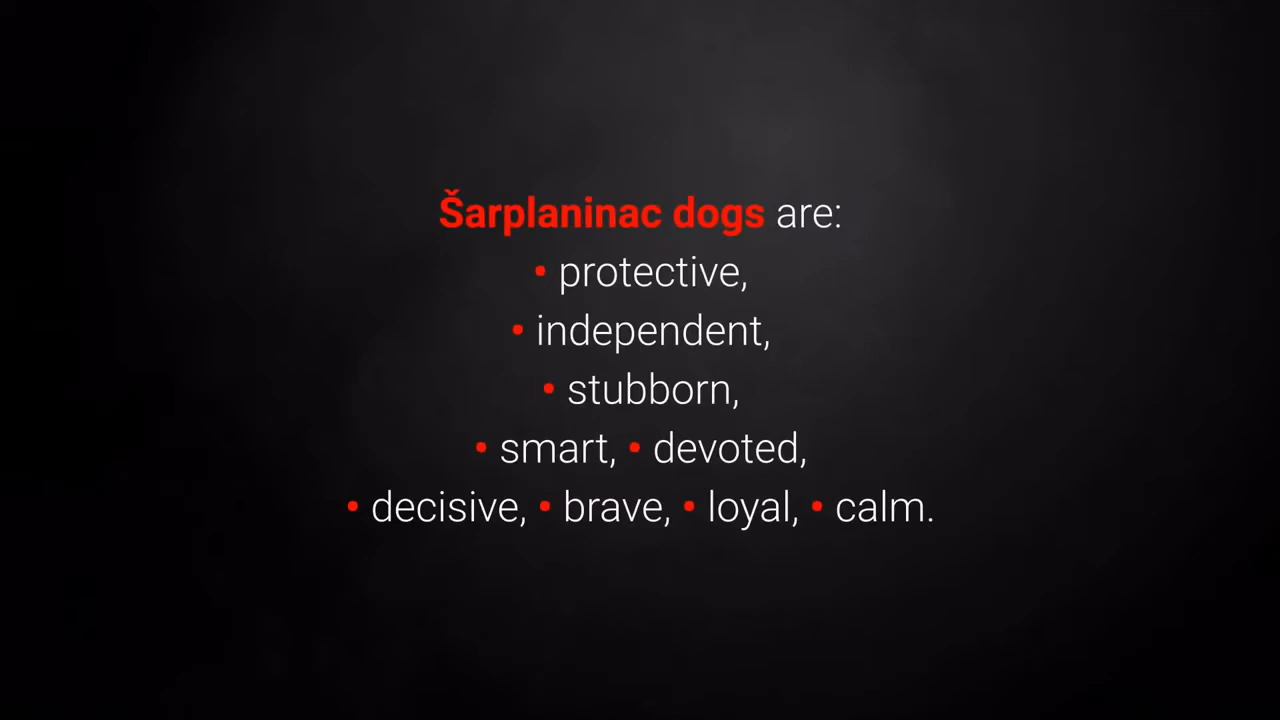 Šarplaninac dogs are:
• protective,
• independent,
• stubborn,
• smart, • devoted,
• decisive, • brave, • loyal, • calm.